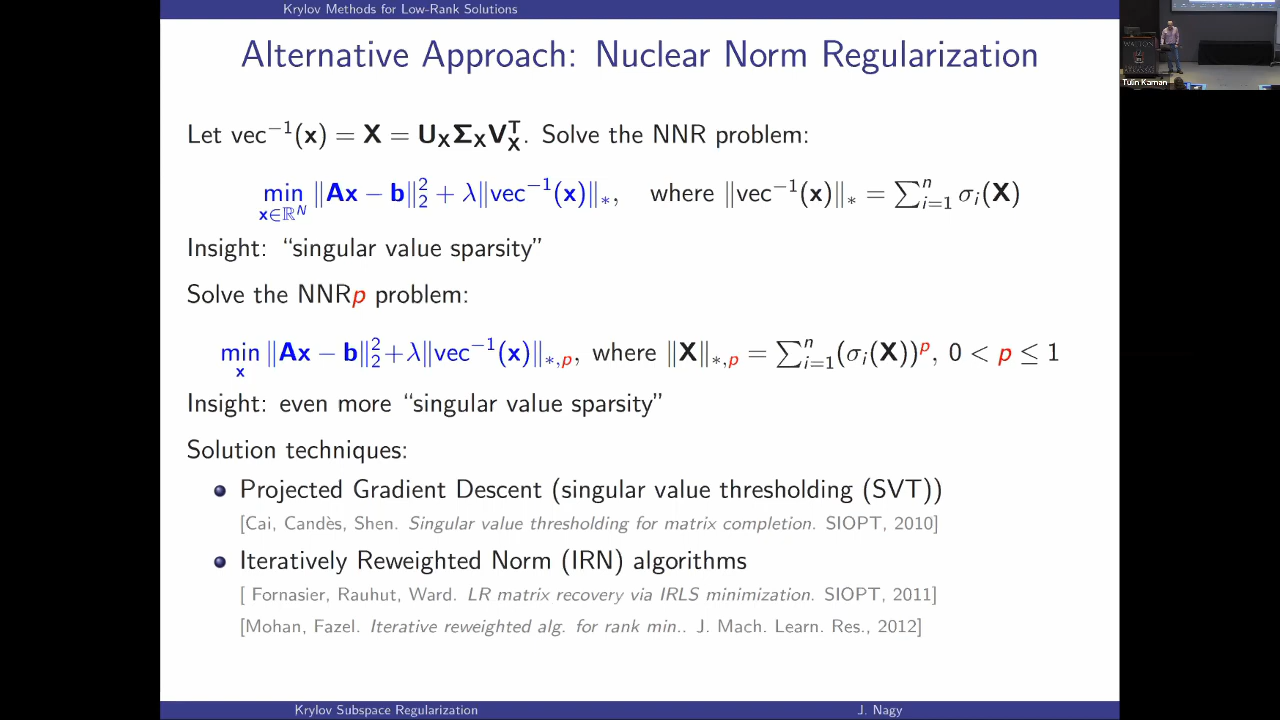 Krylov Methods for Low-Rank Solutions
Alternative Approach: Nuclear Norm Regularization
Let vec⁻¹(x) = X = U_XΣ_XV_X^T. Solve the NNR problem:
min_{x∈ℝ^N} ‖Ax − b‖₂² + λ‖vec⁻¹(x)‖_*, where ‖vec⁻¹(x)‖_* = ∑_{i=1}^n σ_i(X)
Insight: “singular value sparsity”
Solve the NNRp problem:
min_x ‖Ax − b‖₂²+λ‖vec⁻¹(x)‖_{*,p}, where ‖X‖_{*,p} = ∑_{i=1}^n(σ_i(X))^p, 0 < p ≤ 1
Insight: even more “singular value sparsity”
Solution techniques:
Projected Gradient Descent (singular value thresholding (SVT))
[Cai, Candès, Shen. Singular value thresholding for matrix completion. SIOPT, 2010]
Iteratively Reweighted Norm (IRN) algorithms
[ Fornasier, Rauhut, Ward. LR matrix recovery via IRLS minimization. SIOPT, 2011]
[Mohan, Fazel. Iterative reweighted alg. for rank min.. J. Mach. Learn. Res., 2012]
Krylov Subspace Regularization
J. Nagy
WALTON
Tulin Kaman